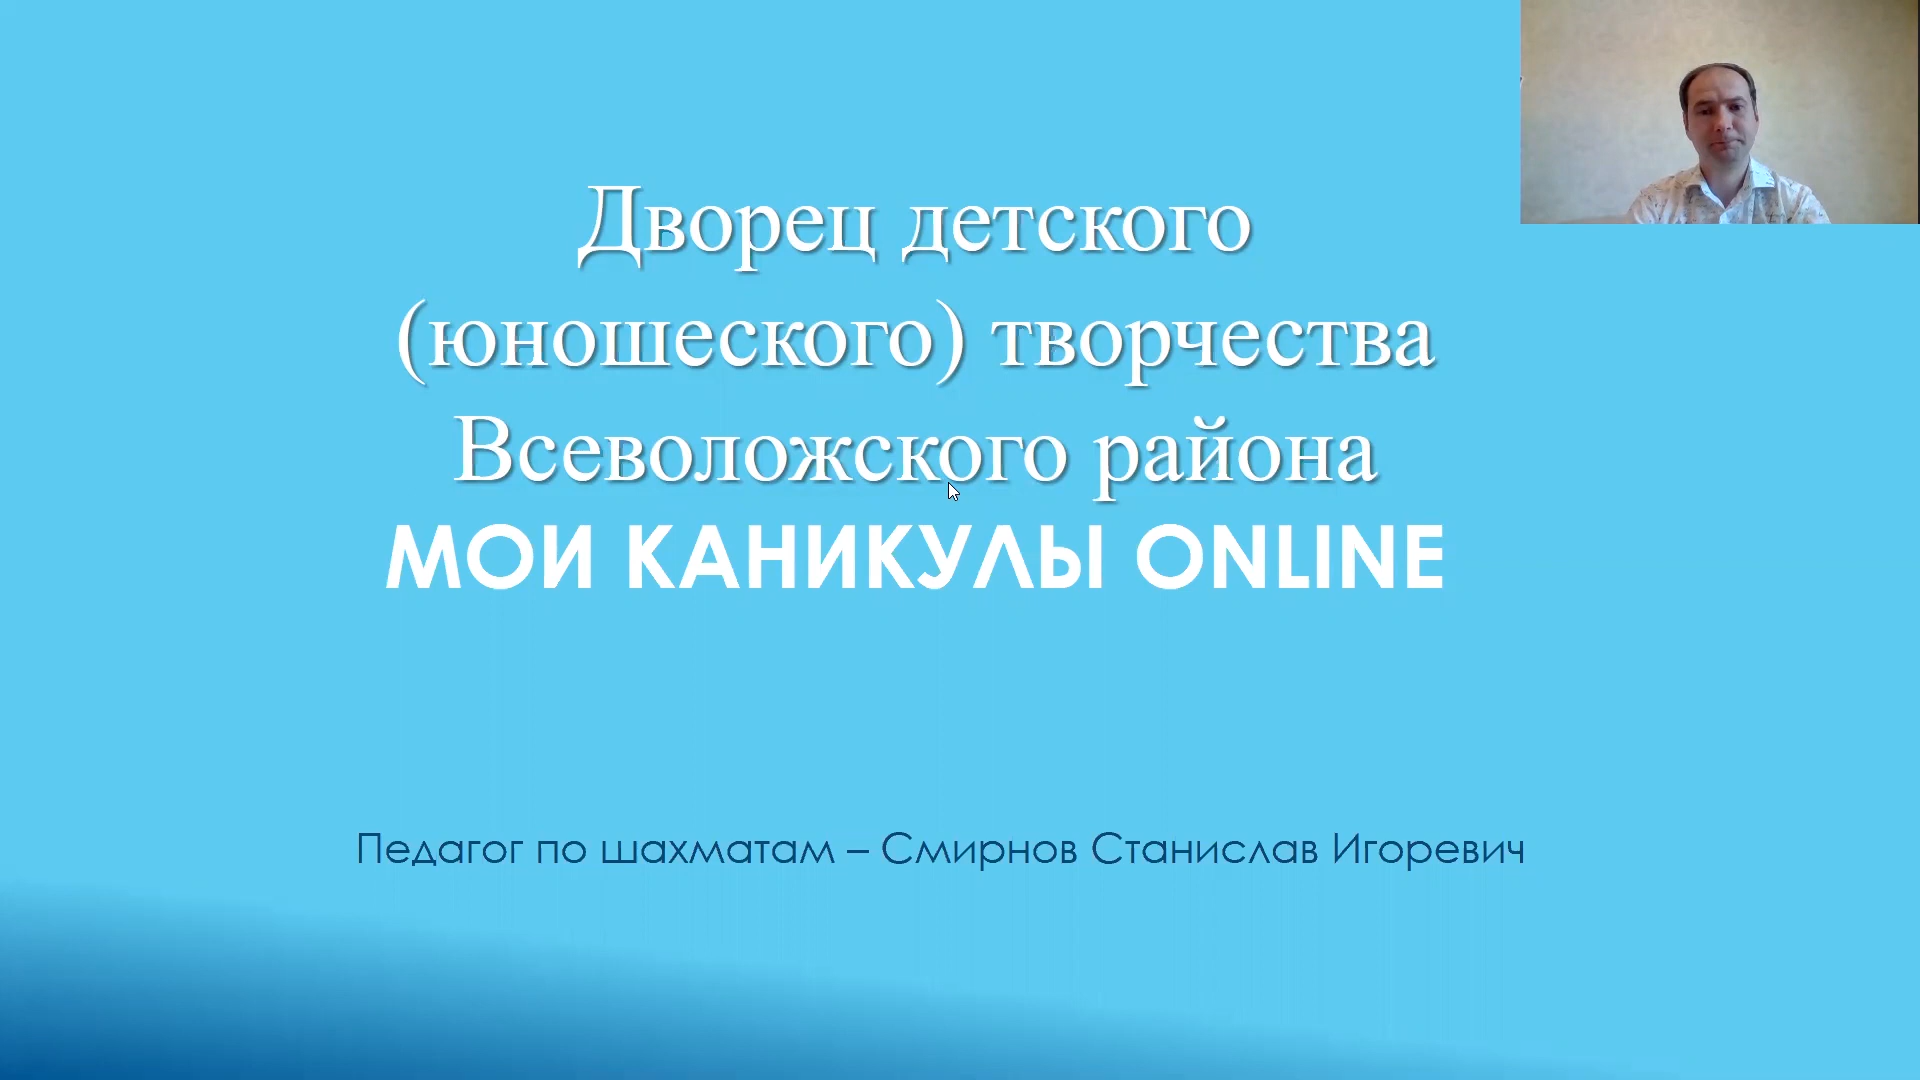 Дворец детского
(юношеского) творчества
Всеволожского района
МОИ КАНИКУЛЫ ONLINE
Педагог по шахматам – Смирнов Станислав Игоревич